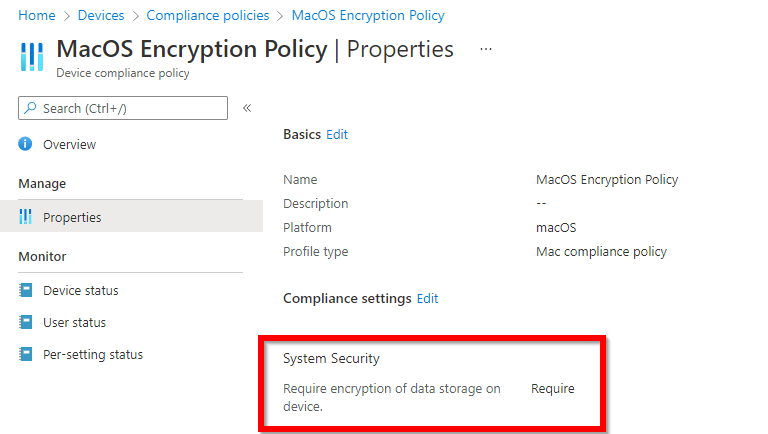 Home > Devices > Compliance policies > MacOS Encryption Policy
MacOS Encryption Policy | Properties ...
Device compliance policy
Search (Ctrl+/) «
Overview
Manage
Properties
Monitor
Device status
User status
Per-setting status
Basics Edit
Name MacOS Encryption Policy
Description --
Platform macOS
Profile type Mac compliance policy
Compliance settings Edit
System Security
Require encryption of data storage on Require
device.